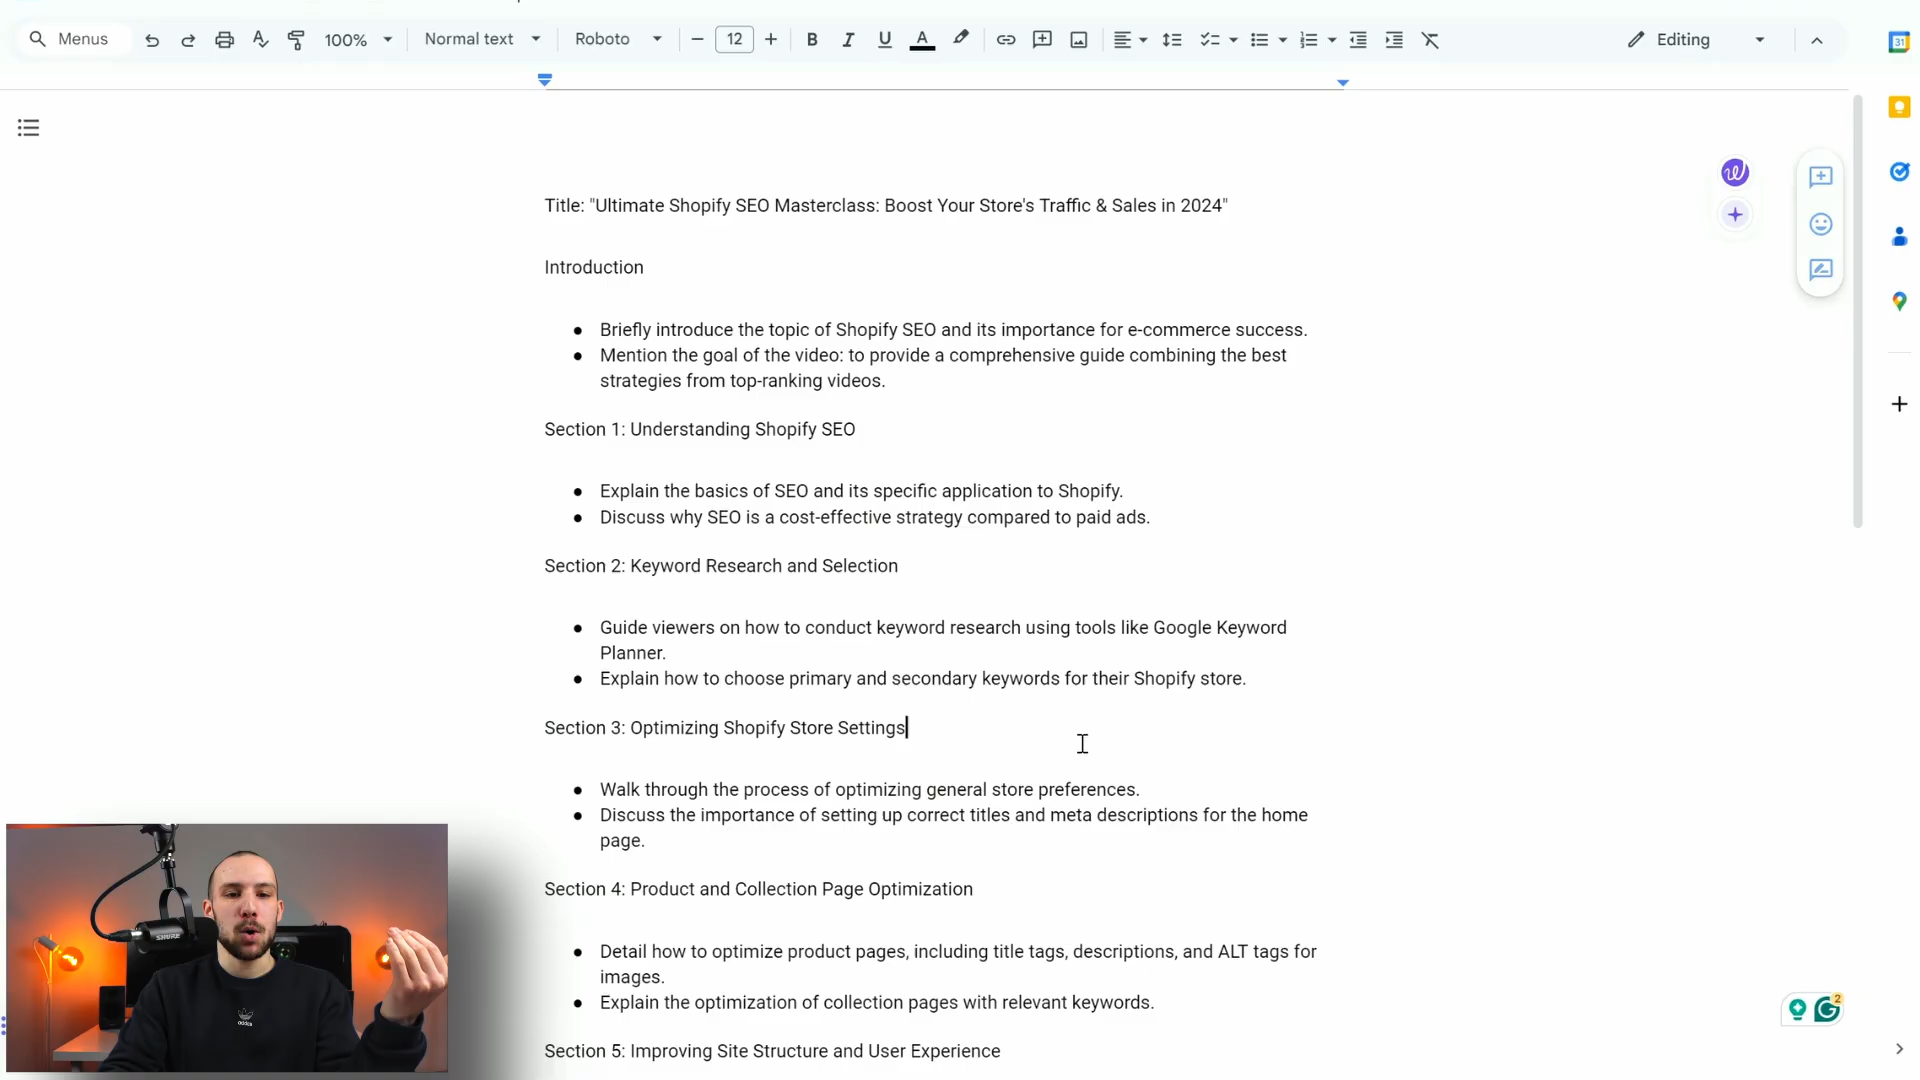 Menus
100%
Normal text
Roboto
12
B
I
U
A
Editing
31
Title: "Ultimate Shopify SEO Masterclass: Boost Your Store's Traffic & Sales in 2024"
Introduction
● Briefly introduce the topic of Shopify SEO and its importance for e-commerce success.
● Mention the goal of the video: to provide a comprehensive guide combining the best
strategies from top-ranking videos.
Section 1: Understanding Shopify SEO
● Explain the basics of SEO and its specific application to Shopify.
● Discuss why SEO is a cost-effective strategy compared to paid ads.
Section 2: Keyword Research and Selection
● Guide viewers on how to conduct keyword research using tools like Google Keyword
Planner.
● Explain how to choose primary and secondary keywords for their Shopify store.
Section 3: Optimizing Shopify Store Settings
● Walk through the process of optimizing general store preferences.
● Discuss the importance of setting up correct titles and meta descriptions for the home
page.
Section 4: Product and Collection Page Optimization
● Detail how to optimize product pages, including title tags, descriptions, and ALT tags for
images.
● Explain the optimization of collection pages with relevant keywords.
Section 5: Improving Site Structure and User Experience
SHURE
adidas
2